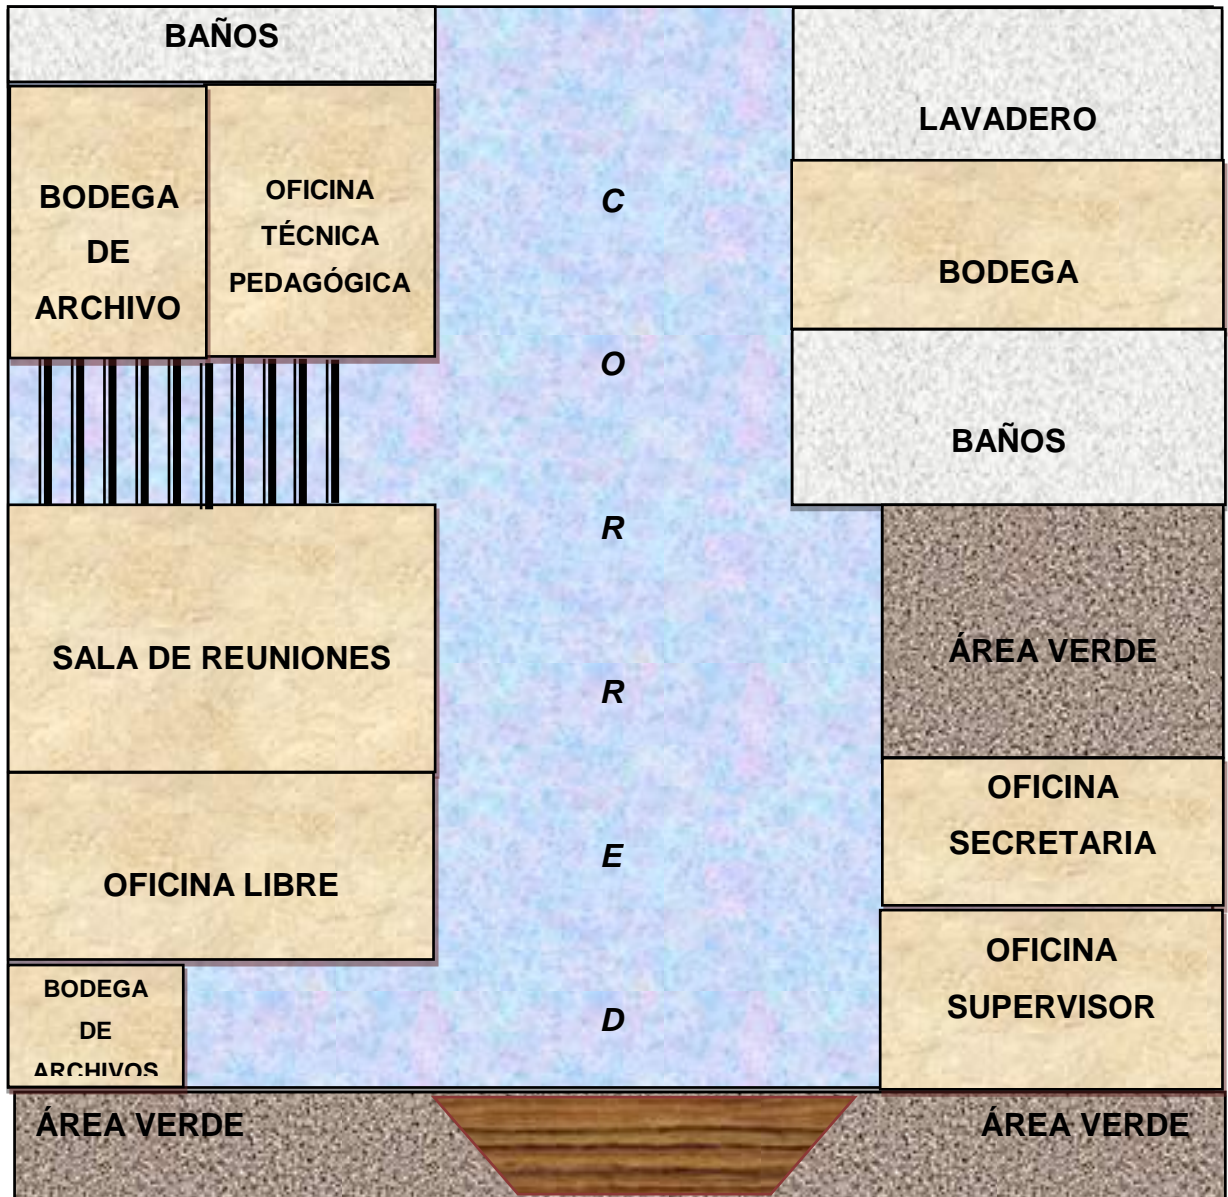 BAÑOS
BODEGA
DE
ARCHIVO
OFICINA
TÉCNICA
PEDAGÓGICA
SALA DE REUNIONES
OFICINA LIBRE
BODEGA
DE
ARCHIVOS
C
O
R
R
E
D
LAVADERO
BODEGA
BAÑOS
ÁREA VERDE
OFICINA
SECRETARIA
OFICINA
SUPERVISOR
ÁREA VERDE
ÁREA VERDE